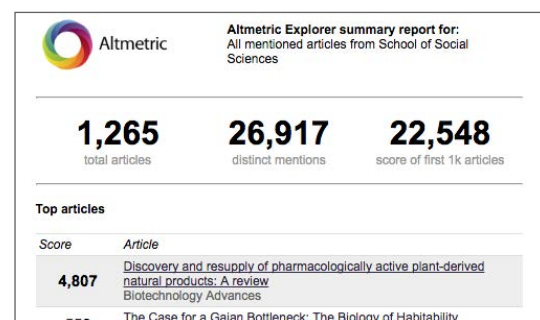 Altmetric
Altmetric Explorer summary report for:
All mentioned articles from School of Social
Sciences
1,265
total articles
26,917
distinct mentions
22,548
score of first 1k articles
Top articles
Score Article
4,807
Discovery and resupply of pharmacologically active plant-derived
natural products: A review
Biotechnology Advances
The Case for a Gaian Bottleneck: The Biology of Habitability